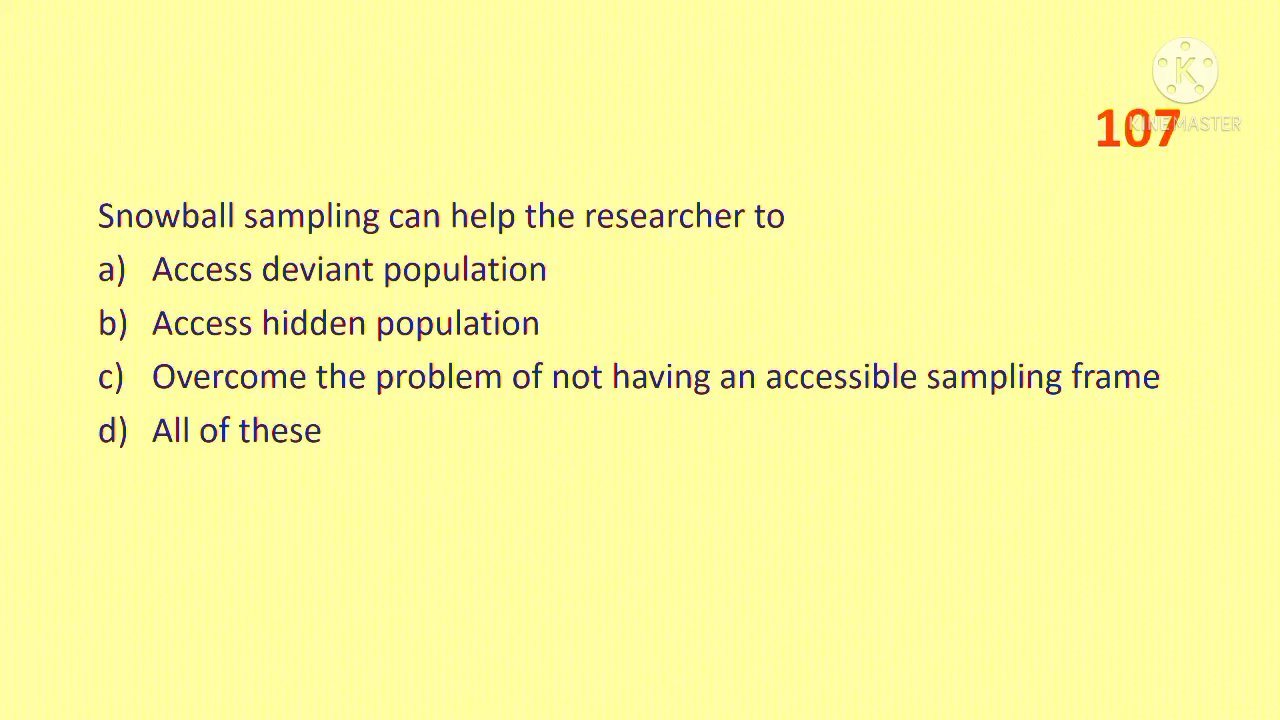 K
KINEMASTER
107
Snowball sampling can help the researcher to
a) Access deviant population
b) Access hidden population
c) Overcome the problem of not having an accessible sampling frame
d) All of these